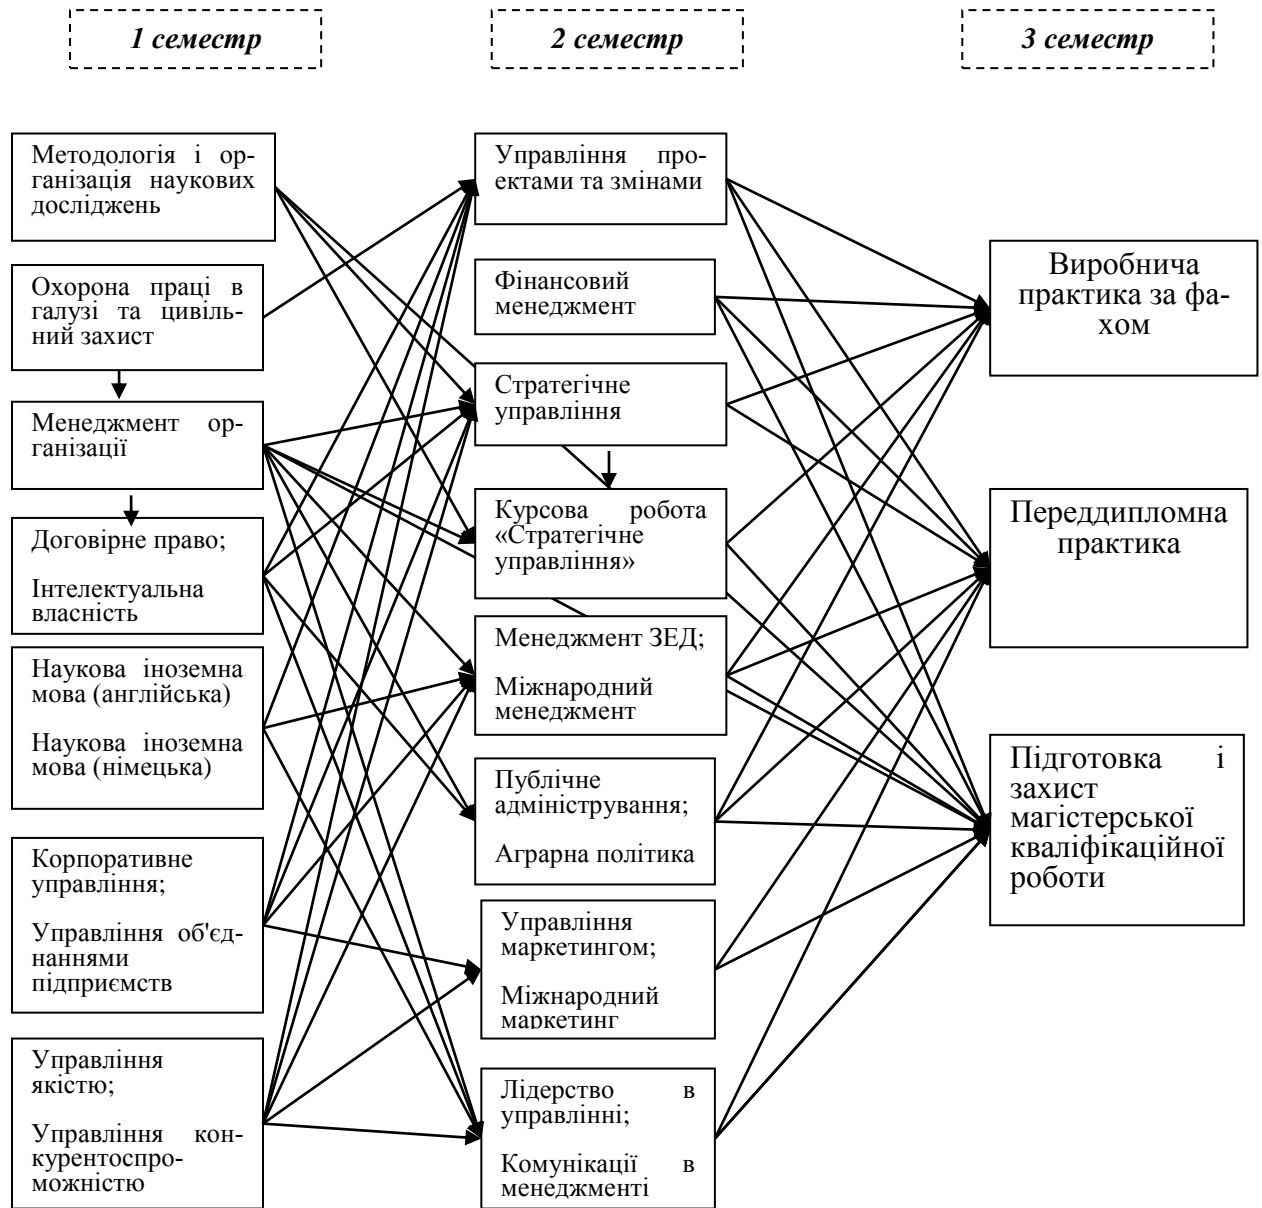 1 семестр
2 семестр
3 семестр
Методологія і ор-
ганізація наукових
досліджень
Охорона праці в
галузі та цивіль-
ний захист
Менеджмент ор-
ганізації
Договірне право;
Інтелектуальна
власність
Наукова іноземна
мова (англійська)
Наукова іноземна
мова (німецька)
Корпоративне
управління;
Управління об'єд-
наннями
підприємств
Управління
якістю;
Управління кон-
курентоспро-
можністю
Управління про-
ектами та змінами
Фінансовий
менеджмент
Стратегічне
управління
Курсова робота
«Стратегічне
управління»
Менеджмент ЗЕД;
Міжнародний
менеджмент
Публічне
адміністрування;
Аграрна політика
Управління
маркетингом;
Міжнародний
маркетинг
Лідерство в
управлінні;
Комунікації в
менеджменті
Виробнича
практика за фа-
хом
Переддипломна
практика
Підготовка і
захист
магістерської
кваліфікаційної
роботи